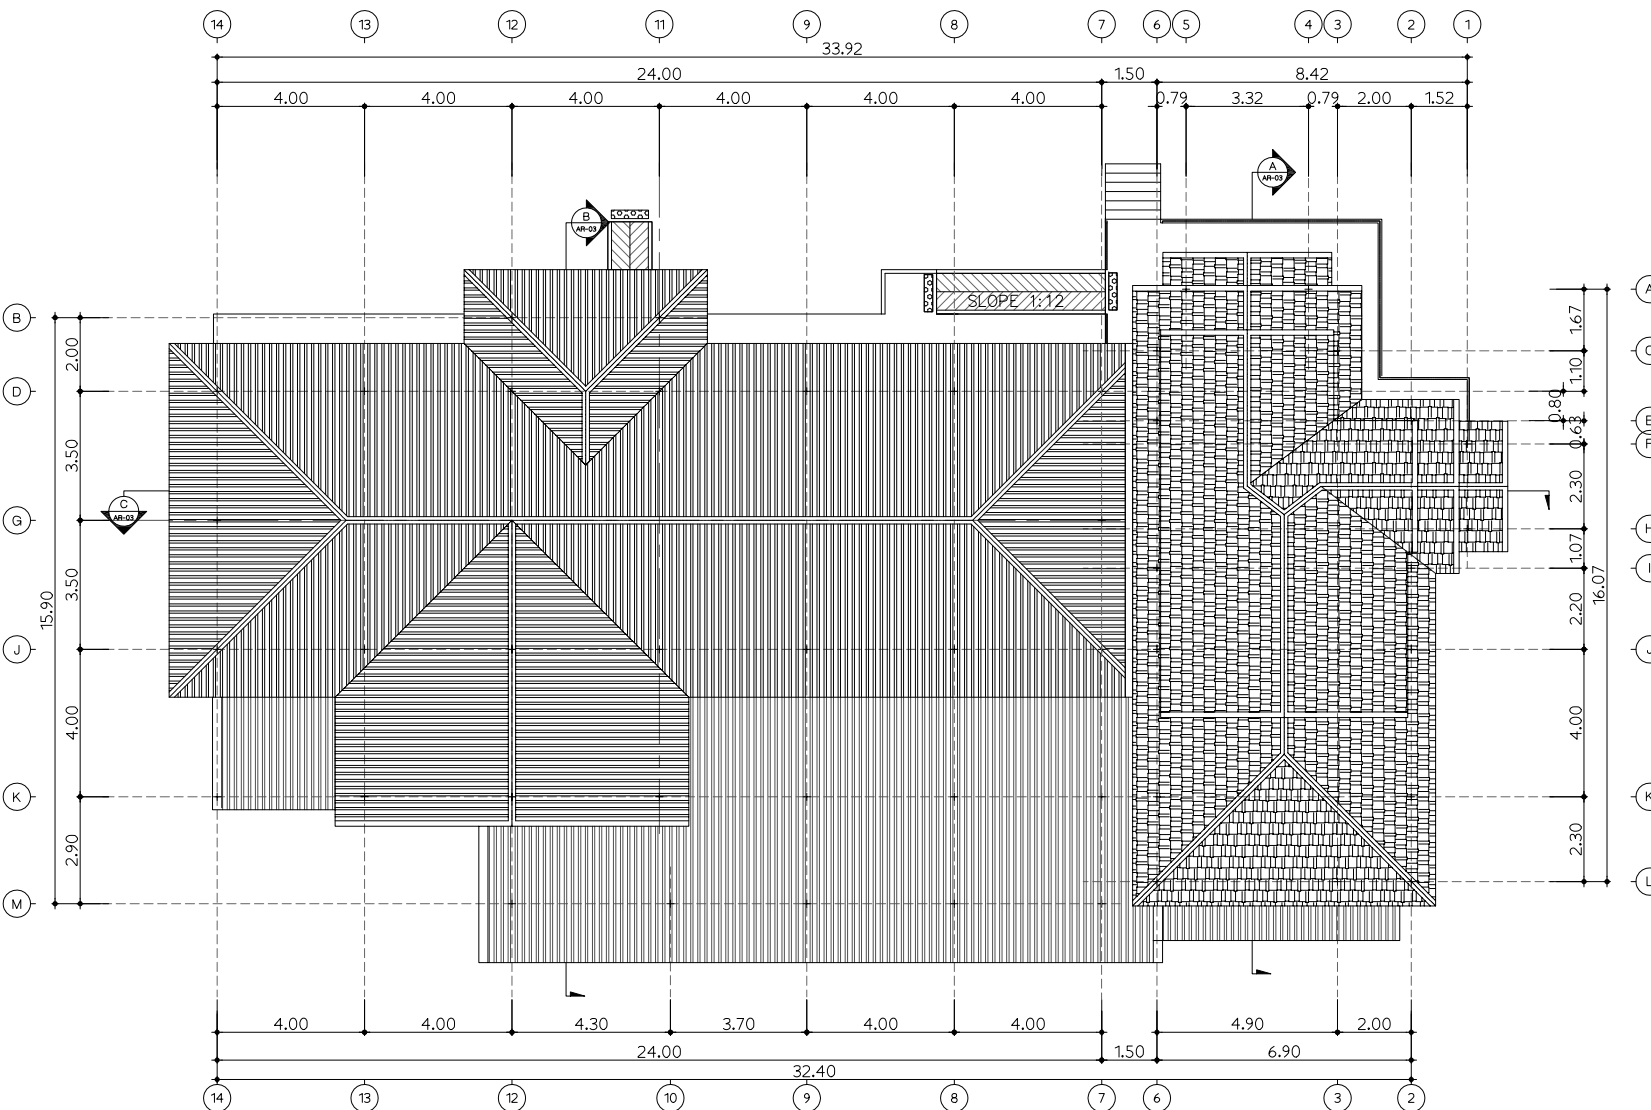 14 13 12 11 9 8 7 6 5 4 3 2 1
33.92
24.00 1.50 8.42
4.00 4.00 4.00 4.00 4.00 4.00 0.79 3.32 0.79 2.00 1.52
A
AR-03
B
AR-03
SLOPE 1:12
A
B
1.67
C
2.00
1.10
D
0.80
E
0.63
F
3.50
2.30
C
AR-03
G
H
1.07
I
3.50
15.90
16.07
2.20
J
J
4.00
4.00
K
K
2.90
2.30
L
M
4.00 4.00 4.30 3.70 4.00 4.00 4.90 2.00
24.00 1.50 6.90
32.40
14 13 12 10 9 8 7 6 3 2